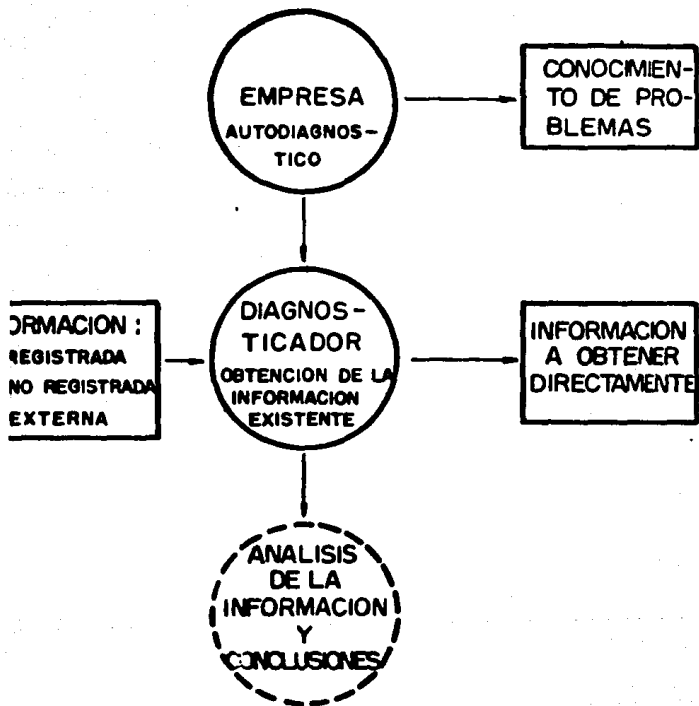 EMPRESA
AUTODIAGNOS-
TICO
CONOCIMIEN-
TO DE PRO-
BLEMAS
ORMACION :
REGISTRADA
NO REGISTRADA
EXTERNA
DIAGNOS-
TICADOR
OBTENCION DE LA
INFORMACION
EXISTENTE
INFORMACION
A OBTENER
DIRECTAMENTE
ANALISIS
DE LA
INFORMACION
Y
CONCLUSIONES